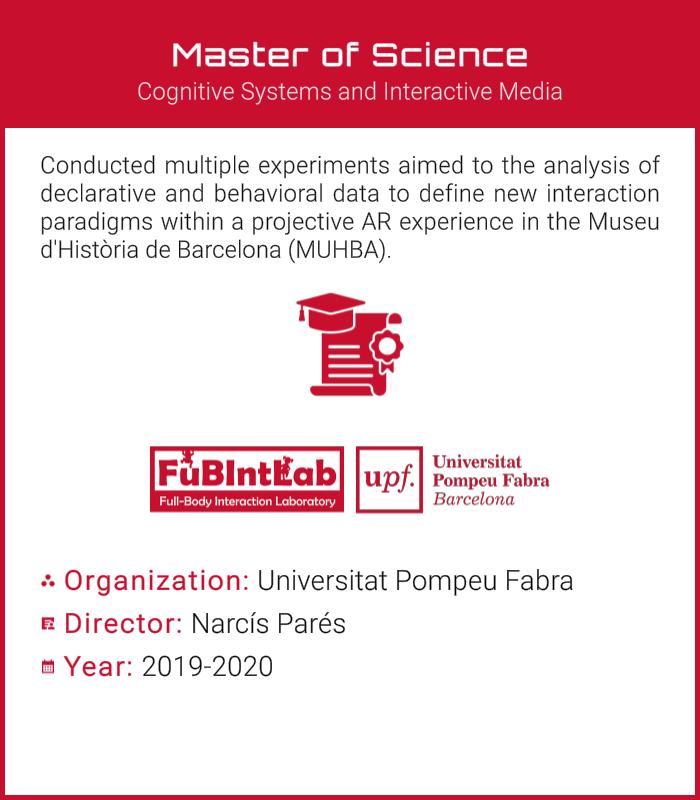 Master of Science
Cognitive Systems and Interactive Media
Conducted multiple experiments aimed to the analysis of
declarative and behavioral data to define new interaction
paradigms within a projective AR experience in the Museu
d'Història de Barcelona (MUHBA).
FuBIntLab
Full-Body Interaction Laboratory
upf.
Universitat
Pompeu Fabra
Barcelona
Organization: Universitat Pompeu Fabra
Director: Narcís Parés
Year: 2019-2020